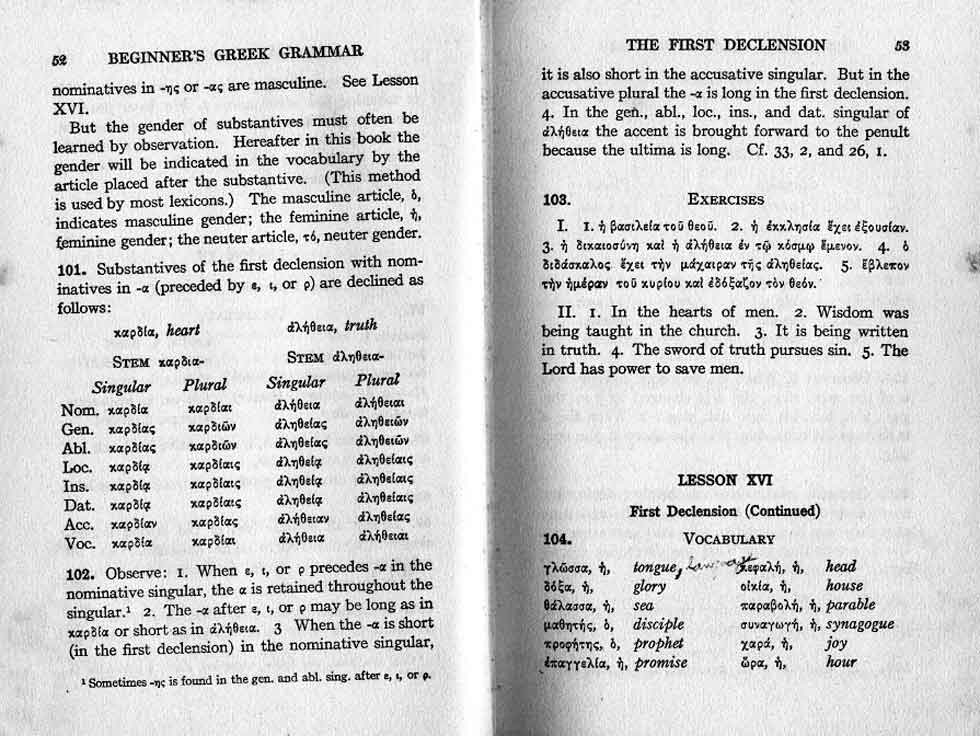 52 BEGINNER'S GREEK GRAMMAR
nominatives in -ης or -ας are masculine. See Lesson
XVI.
But the gender of substantives must often be
learned by observation. Hereafter in this book the
gender will be indicated in the vocabulary by the
article placed after the substantive. (This method
is used by most lexicons.) The masculine article, ὁ,
indicates masculine gender; the feminine article, ἡ,
feminine gender; the neuter article, τό, neuter gender.
101. Substantives of the first declension with nom-
inatives in -α (preceded by ε, ι, or ρ) are declined as
follows:
καρδία, heart ἀλήθεια, truth
STEM καρδια- STEM ἀληθεια-
Singular Plural Singular Plural
Nom. καρδία καρδίαι ἀλήθεια ἀλήθειαι
Gen. καρδίας καρδιῶν ἀληθείας ἀληθειῶν
Abl. καρδίας καρδιῶν ἀληθείας ἀληθειῶν
Loc. καρδίᾳ καρδίαις ἀληθείᾳ ἀληθείαις
Ins. καρδίᾳ καρδίαις ἀληθείᾳ ἀληθείαις
Dat. καρδίᾳ καρδίαις ἀληθείᾳ ἀληθείαις
Acc. καρδίαν καρδίας ἀλήθειαν ἀληθείας
Voc. καρδία καρδίαι ἀλήθεια ἀλήθειαι
102. Observe: 1. When ε, ι, or ρ precedes -α in the
nominative singular, the α is retained throughout the
singular.¹ 2. The -α after ε, ι, or ρ may be long as in
καρδία or short as in ἀλήθεια. 3 When the -α is short
(in the first declension) in the nominative singular,
¹ Sometimes -ης is found in the gen. and abl. sing. after ε, ι, or ρ.
THE FIRST DECLENSION 53
it is also short in the accusative singular. But in the
accusative plural the -α is long in the first declension.
4. In the gen., abl., loc., ins., and dat. singular of
ἀλήθεια the accent is brought forward to the penult
because the ultima is long. Cf. 33, 2, and 26, 1.
103. EXERCISES
I. 1. ἡ βασιλεία τοῦ θεοῦ. 2. ἡ ἐκκλησία ἔχει ἐξουσίαν.
3. ἡ δικαιοσύνη καὶ ἡ ἀλήθεια ἐν τῷ κόσμῳ ἔμενον. 4. ὁ
διδάσκαλος ἔχει τὴν μάχαιραν τῆς ἀληθείας. 5. ἔβλεπον
τὴν ἡμέραν τοῦ κυρίου καὶ ἐδόξαζον τὸν θεόν.
II. 1. In the hearts of men. 2. Wisdom was
being taught in the church. 3. It is being written
in truth. 4. The sword of truth pursues sin. 5. The
Lord has power to save men.
LESSON XVI
First Declension (Continued)
104. VOCABULARY
γλῶσσα, ἡ, tongue, κεφαλή, ἡ, head
δόξα, ἡ, glory οἰκία, ἡ, house
θάλασσα, ἡ, sea παραβολή, ἡ, parable
μαθητής, ὁ, disciple συναγωγή, ἡ, synagogue
προφήτης, ὁ, prophet χαρά, ἡ, joy
ἐπαγγελία, ἡ, promise ὥρα, ἡ, hour